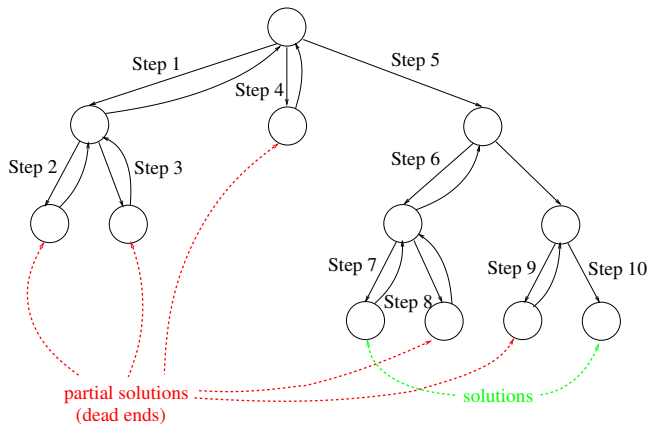 Step 1
Step 5
Step 4
Step 6
Step 2
Step 3
Step 7
Step 9
Step 10
Step 8
partial solutions
(dead ends)
solutions